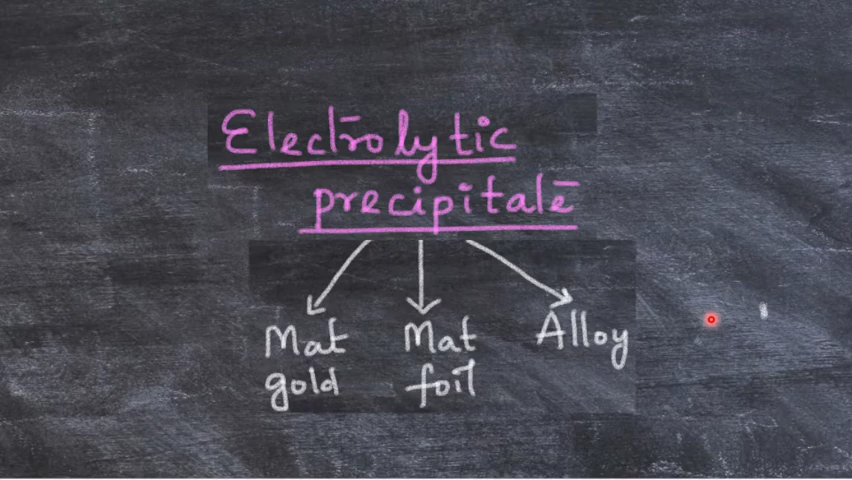 Electrolytic
precipitate
Mat Mat Alloy
gold foil